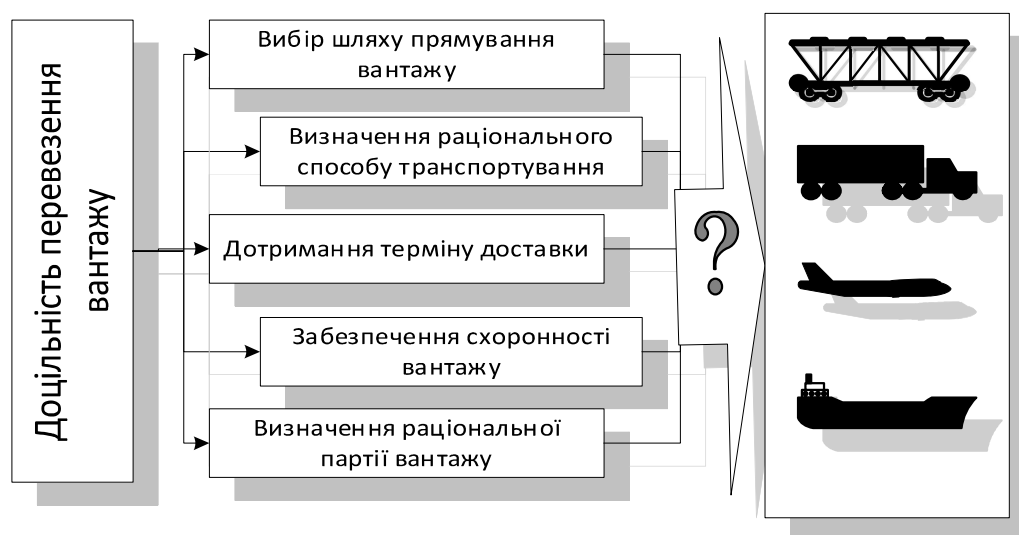 Доцільність перевезення
вантажу
Вибір шляху прямування
вантажу
Визначення раціонального
способу транспортування
Дотримання терміну доставки
Забезпечення схоронності
вантажу
Визначення раціональної
партії вантажу
?